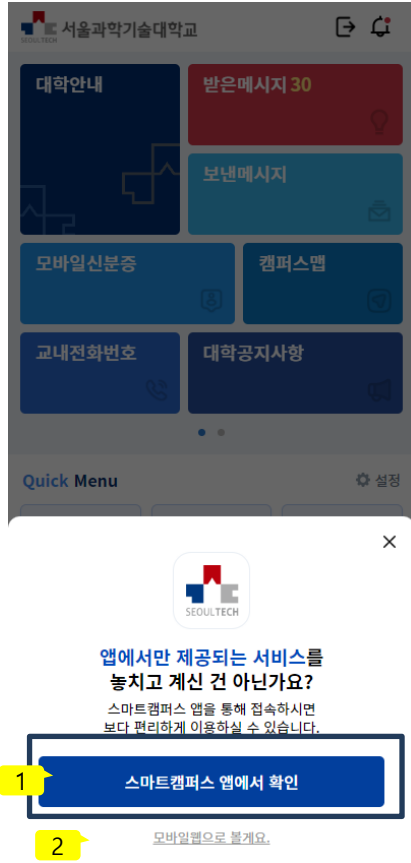 SEOULTECH
서울과학기술대학교
대학안내
받은메시지 30
보낸메시지
모바일신분증
캠퍼스맵
교내전화번호
대학공지사항
Quick Menu
설정
SEOULTECH
앱에서만 제공되는 서비스를
놓치고 계신 건 아닌가요?
스마트캠퍼스 앱을 통해 접속하시면
보다 편리하게 이용하실 수 있습니다.
1
스마트캠퍼스 앱에서 확인
2
모바일웹으로 볼게요.